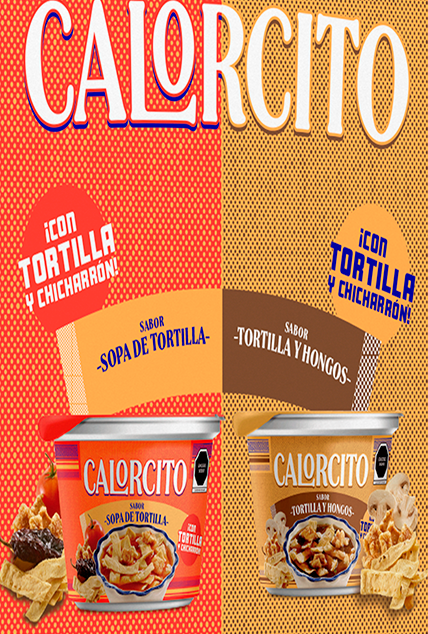 CALORCITO
¡CON
TORTILLA
Y CHICHARRÓN!
SABOR
-SOPA DE TORTILLA-
¡CON
TORTILLA
Y CHICHARRÓN!
SABOR
-TORTILLA Y HONGOS-
CALORCITO
SABOR
-SOPA DE TORTILLA-
¡CON
TORTILLA
Y CHICHARRÓN!
CALORCITO
SABOR
-TORTILLA Y HONGOS-